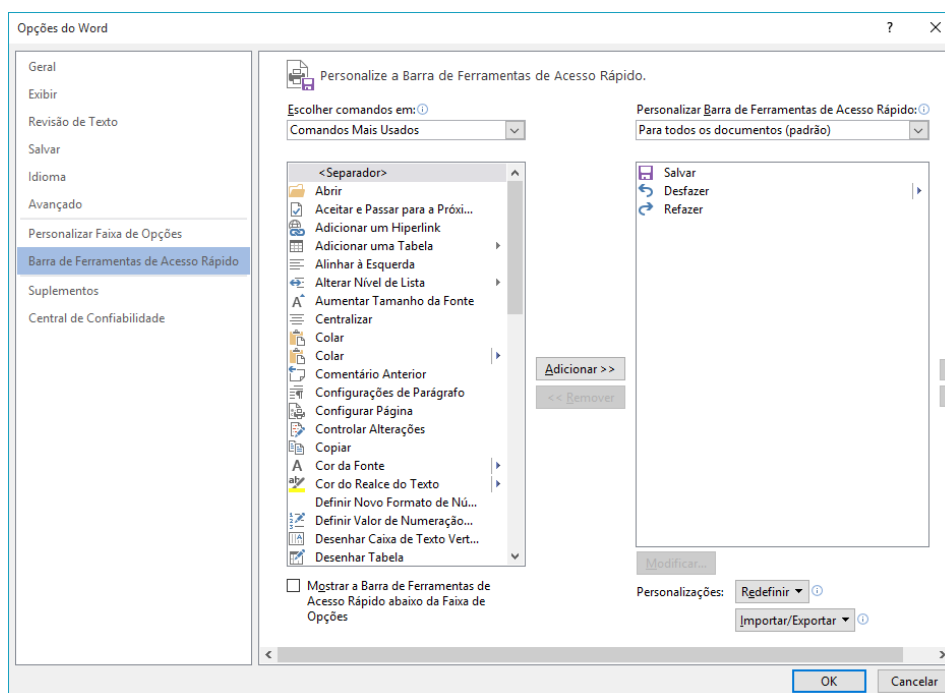 Opções do Word
?
Geral
Exibir
Revisão de Texto
Salvar
Idioma
Avançado
Personalizar Faixa de Opções
Barra de Ferramentas de Acesso Rápido
Suplementos
Central de Confiabilidade
Personalize a Barra de Ferramentas de Acesso Rápido.
Escolher comandos em:
Comandos Mais Usados
<Separador>
Abrir
Aceitar e Passar para a Próxi...
Adicionar um Hiperlink
Adicionar uma Tabela
Alinhar à Esquerda
Alterar Nível de Lista
Aumentar Tamanho da Fonte
Centralizar
Colar
Colar
Comentário Anterior
Configurações de Parágrafo
Configurar Página
Controlar Alterações
Copiar
Cor da Fonte
Cor do Realce do Texto
Definir Novo Formato de Nú...
Definir Valor de Numeração...
Desenhar Caixa de Texto Vert...
Desenhar Tabela
Mostrar a Barra de Ferramentas de
Acesso Rápido abaixo da Faixa de
Opções
Adicionar >>
<< Remover
Personalizar Barra de Ferramentas de Acesso Rápido:
Para todos os documentos (padrão)
Salvar
Desfazer
Refazer
Modificar...
Personalizações:
Redefinir
Importar/Exportar
OK
Cancelar